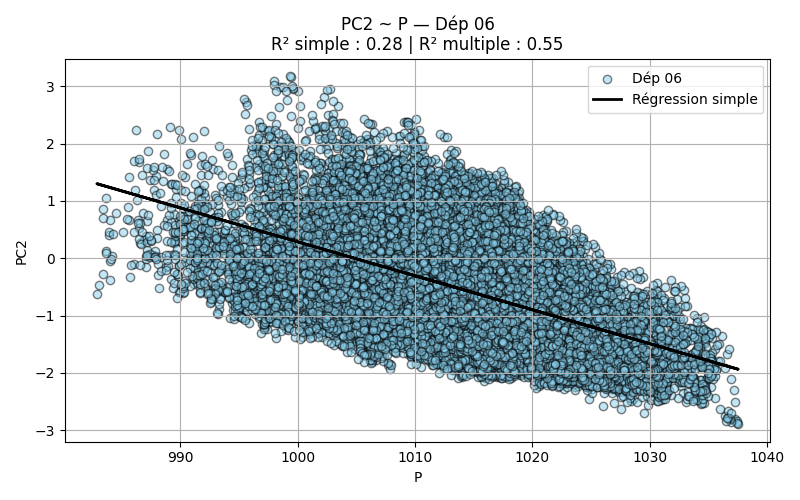 PC2 ~ P — Dép 06
R² simple : 0.28 | R² multiple : 0.55
Dép 06
Régression simple
3
2
1
0
−1
−2
−3
PC2
990
1000
1010
1020
1030
1040
P